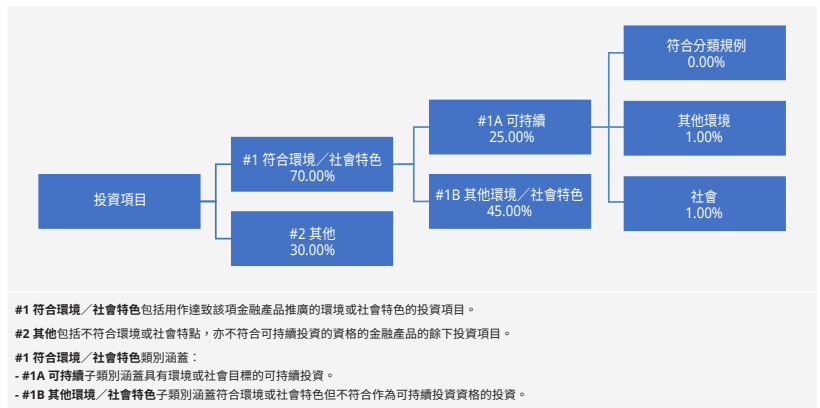 投資項目
#1 符合環境／社會特色
70.00%
#2 其他
30.00%
#1A 可持續
25.00%
#1B 其他環境／社會特色
45.00%
符合分類規例
0.00%
其他環境
1.00%
社會
1.00%
#1 符合環境／社會特色包括用作達致該項金融產品推廣的環境或社會特色的投資項目。
#2 其他包括不符合環境或社會特點，亦不符合可持續投資的資格的金融產品的餘下投資項目。
#1 符合環境／社會特色類別涵蓋：
- #1A 可持續子類別涵蓋具有環境或社會目標的可持續投資。
- #1B 其他環境／社會特色子類別涵蓋符合環境或社會特色但不符合作為可持續投資資格的投資。